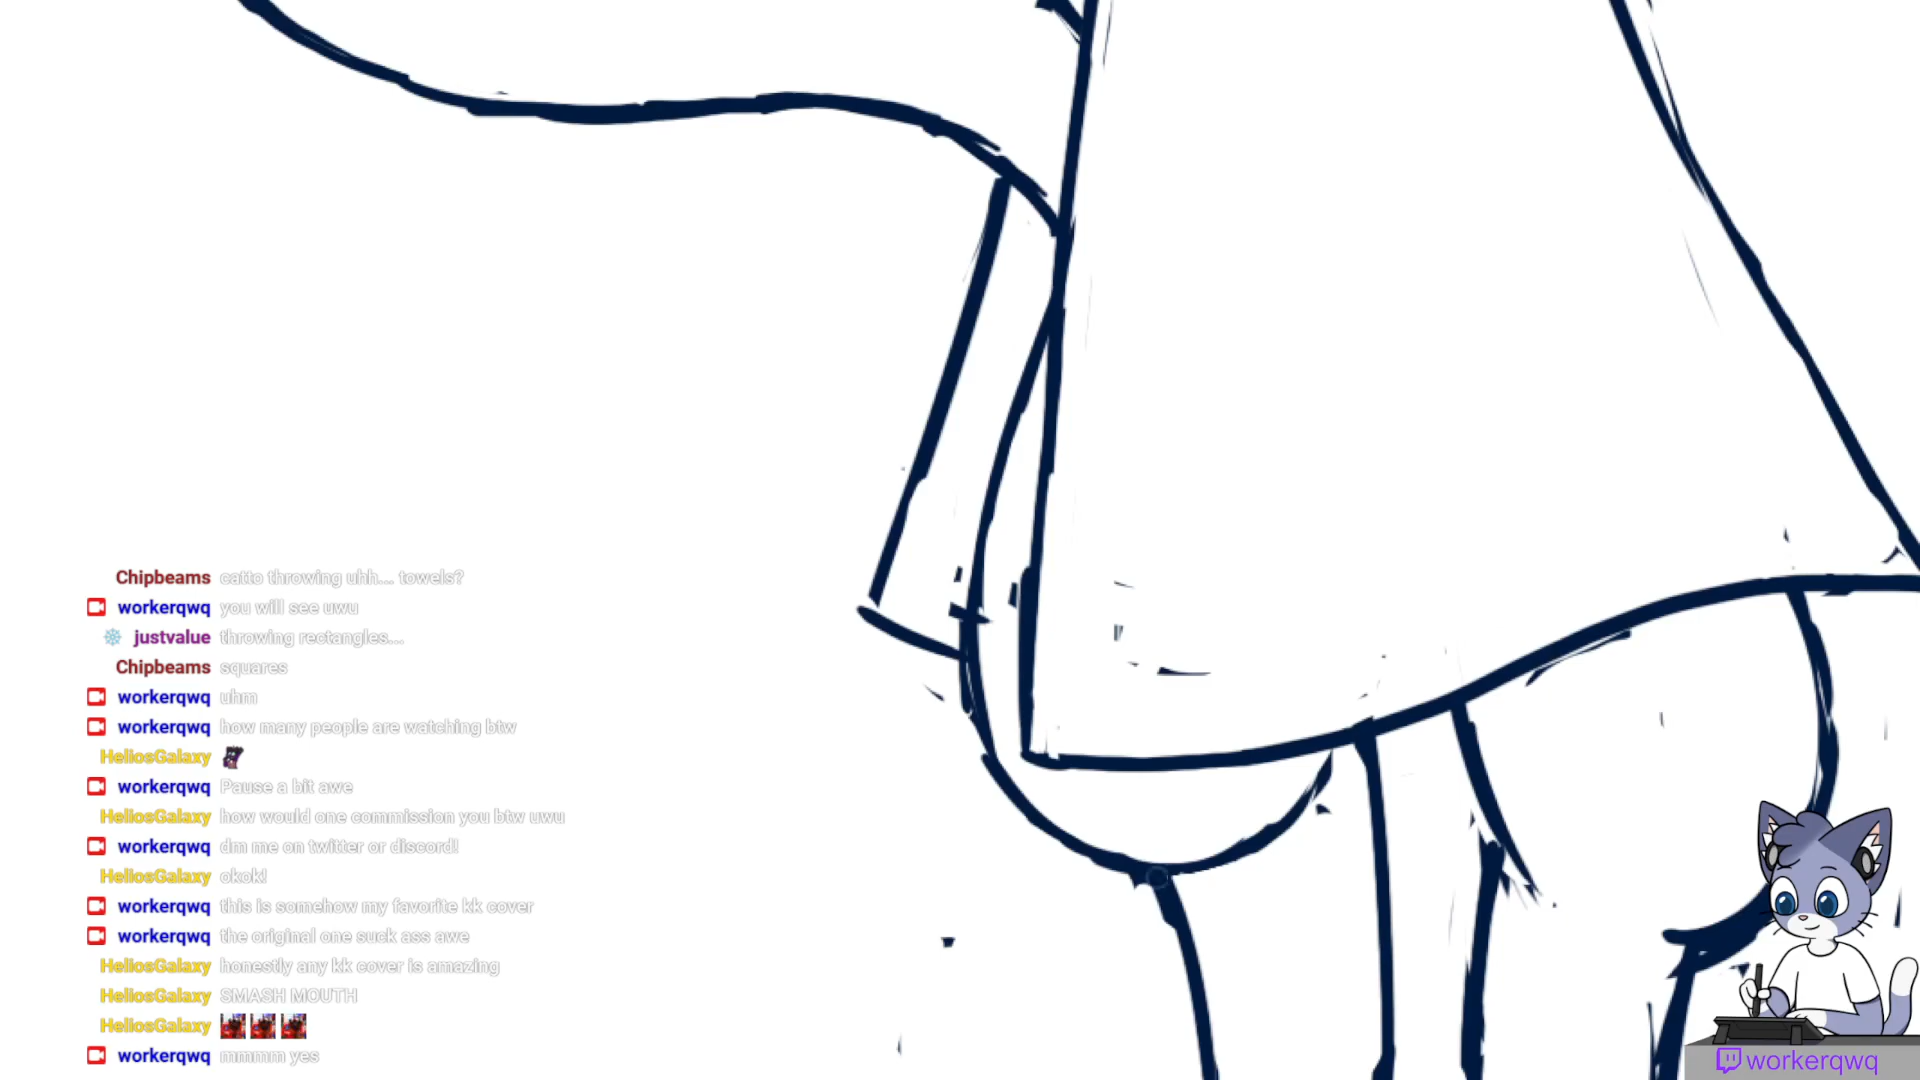 Chipbeams catto throwing uhh... towels?
workerqwq you will see uwu
justvalue throwing rectangles...
Chipbeams squares
workerqwq uhm
workerqwq how many people are watching btw
HeliosGalaxy
workerqwq Pause a bit awe
HeliosGalaxy how would one commission you btw uwu
workerqwq dm me on twitter or discord!
HeliosGalaxy okok!
workerqwq this is somehow my favorite kk cover
workerqwq the original one suck ass awe
HeliosGalaxy honestly any kk cover is amazing
HeliosGalaxy SMASH MOUTH
HeliosGalaxy
workerqwq mmmm yes
workerqwq